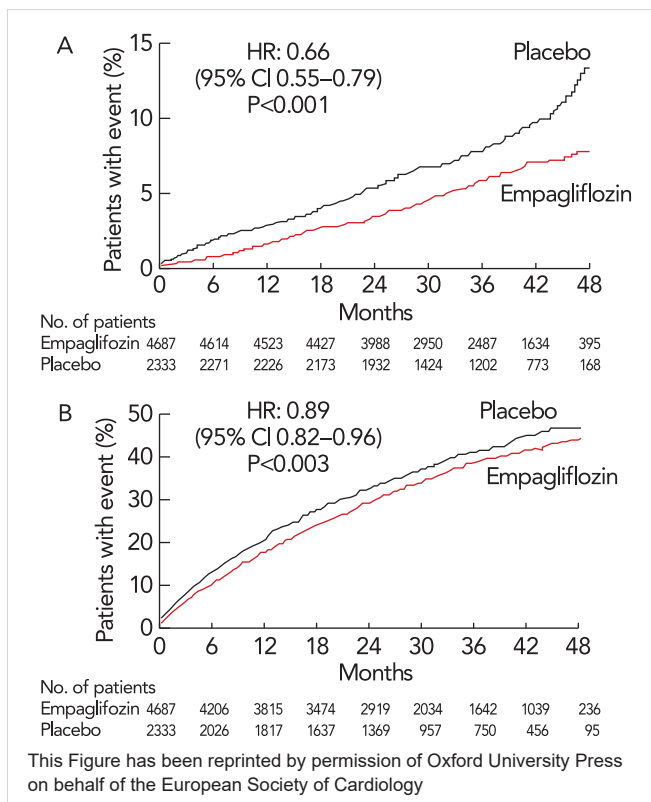 A
HR: 0.66
(95% Cl 0.55–0.79)
P<0.001
Placebo
Empagliflozin
Patients with event (%)
15
10
5
0
0 6 12 18 24 30 36 42 48
Months
No. of patients
Empaglifozin 4687 4614 4523 4427 3988 2950 2487 1634 395
Placebo 2333 2271 2226 2173 1932 1424 1202 773 168
B
HR: 0.89
(95% Cl 0.82–0.96)
P<0.003
Placebo
Empagliflozin
Patients with event (%)
50
40
30
20
10
0
0 6 12 18 24 30 36 42 48
Months
No. of patients
Empaglifozin 4687 4206 3815 3474 2919 2034 1642 1039 236
Placebo 2333 2026 1817 1637 1369 957 750 456 95
This Figure has been reprinted by permission of Oxford University Press
on behalf of the European Society of Cardiology